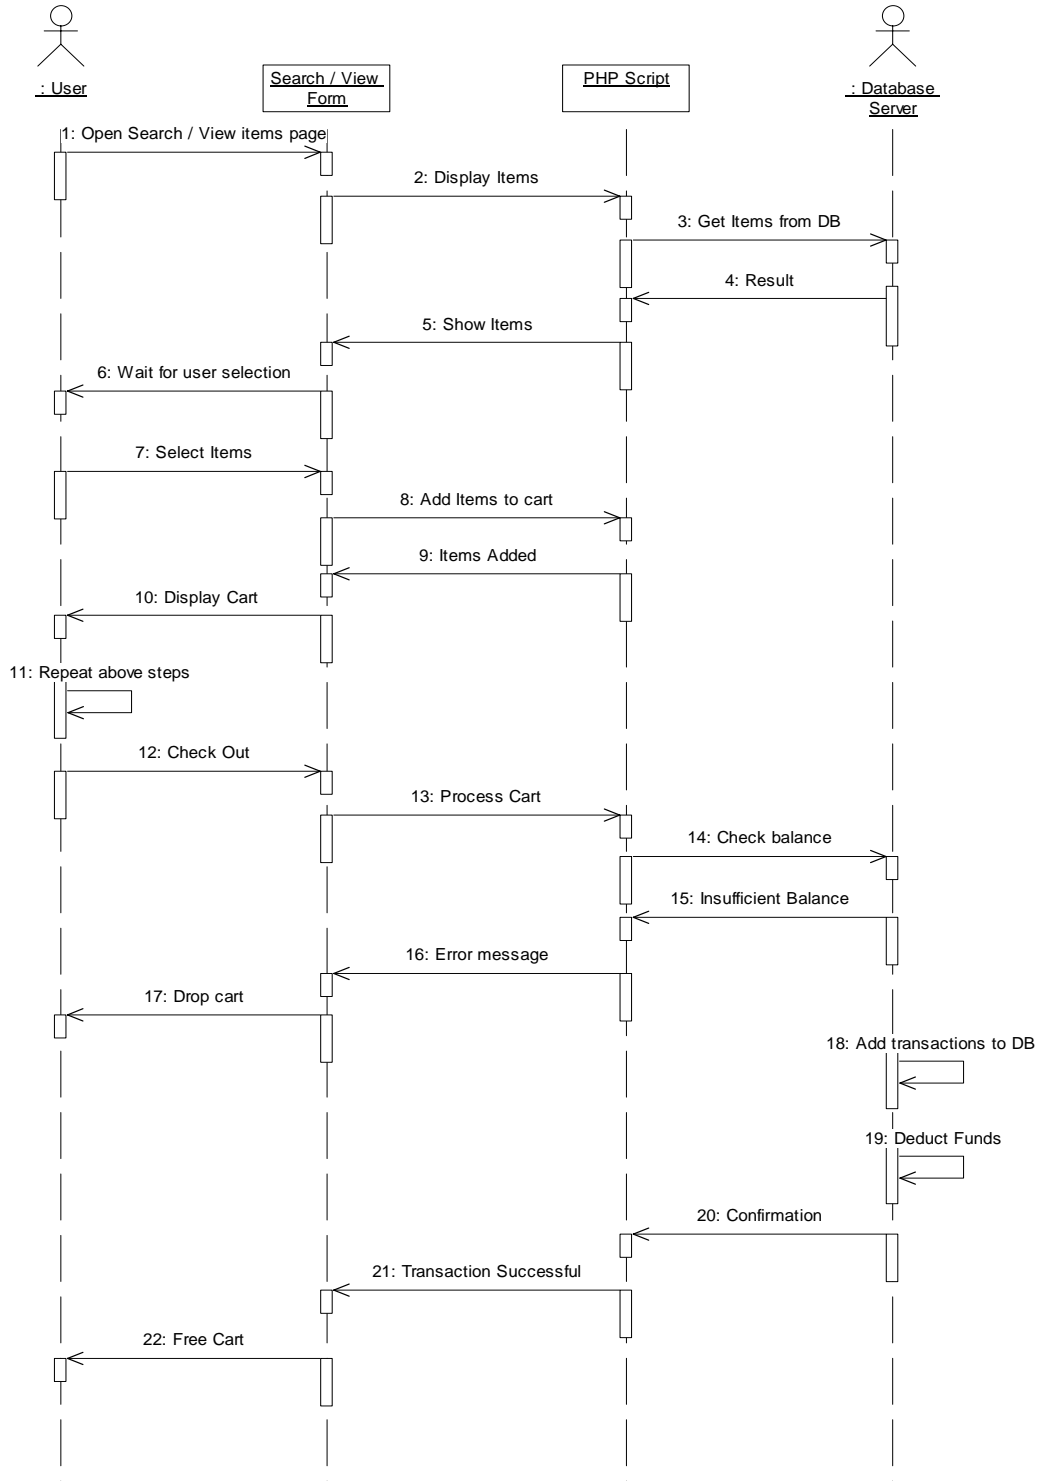 : User
Search / View
Form
PHP Script
: Database
Server
1: Open Search / View items page
2: Display Items
3: Get Items from DB
4: Result
5: Show Items
6: Wait for user selection
7: Select Items
8: Add Items to cart
9: Items Added
10: Display Cart
11: Repeat above steps
12: Check Out
13: Process Cart
14: Check balance
15: Insufficient Balance
16: Error message
17: Drop cart
18: Add transactions to DB
19: Deduct Funds
20: Confirmation
21: Transaction Successful
22: Free Cart